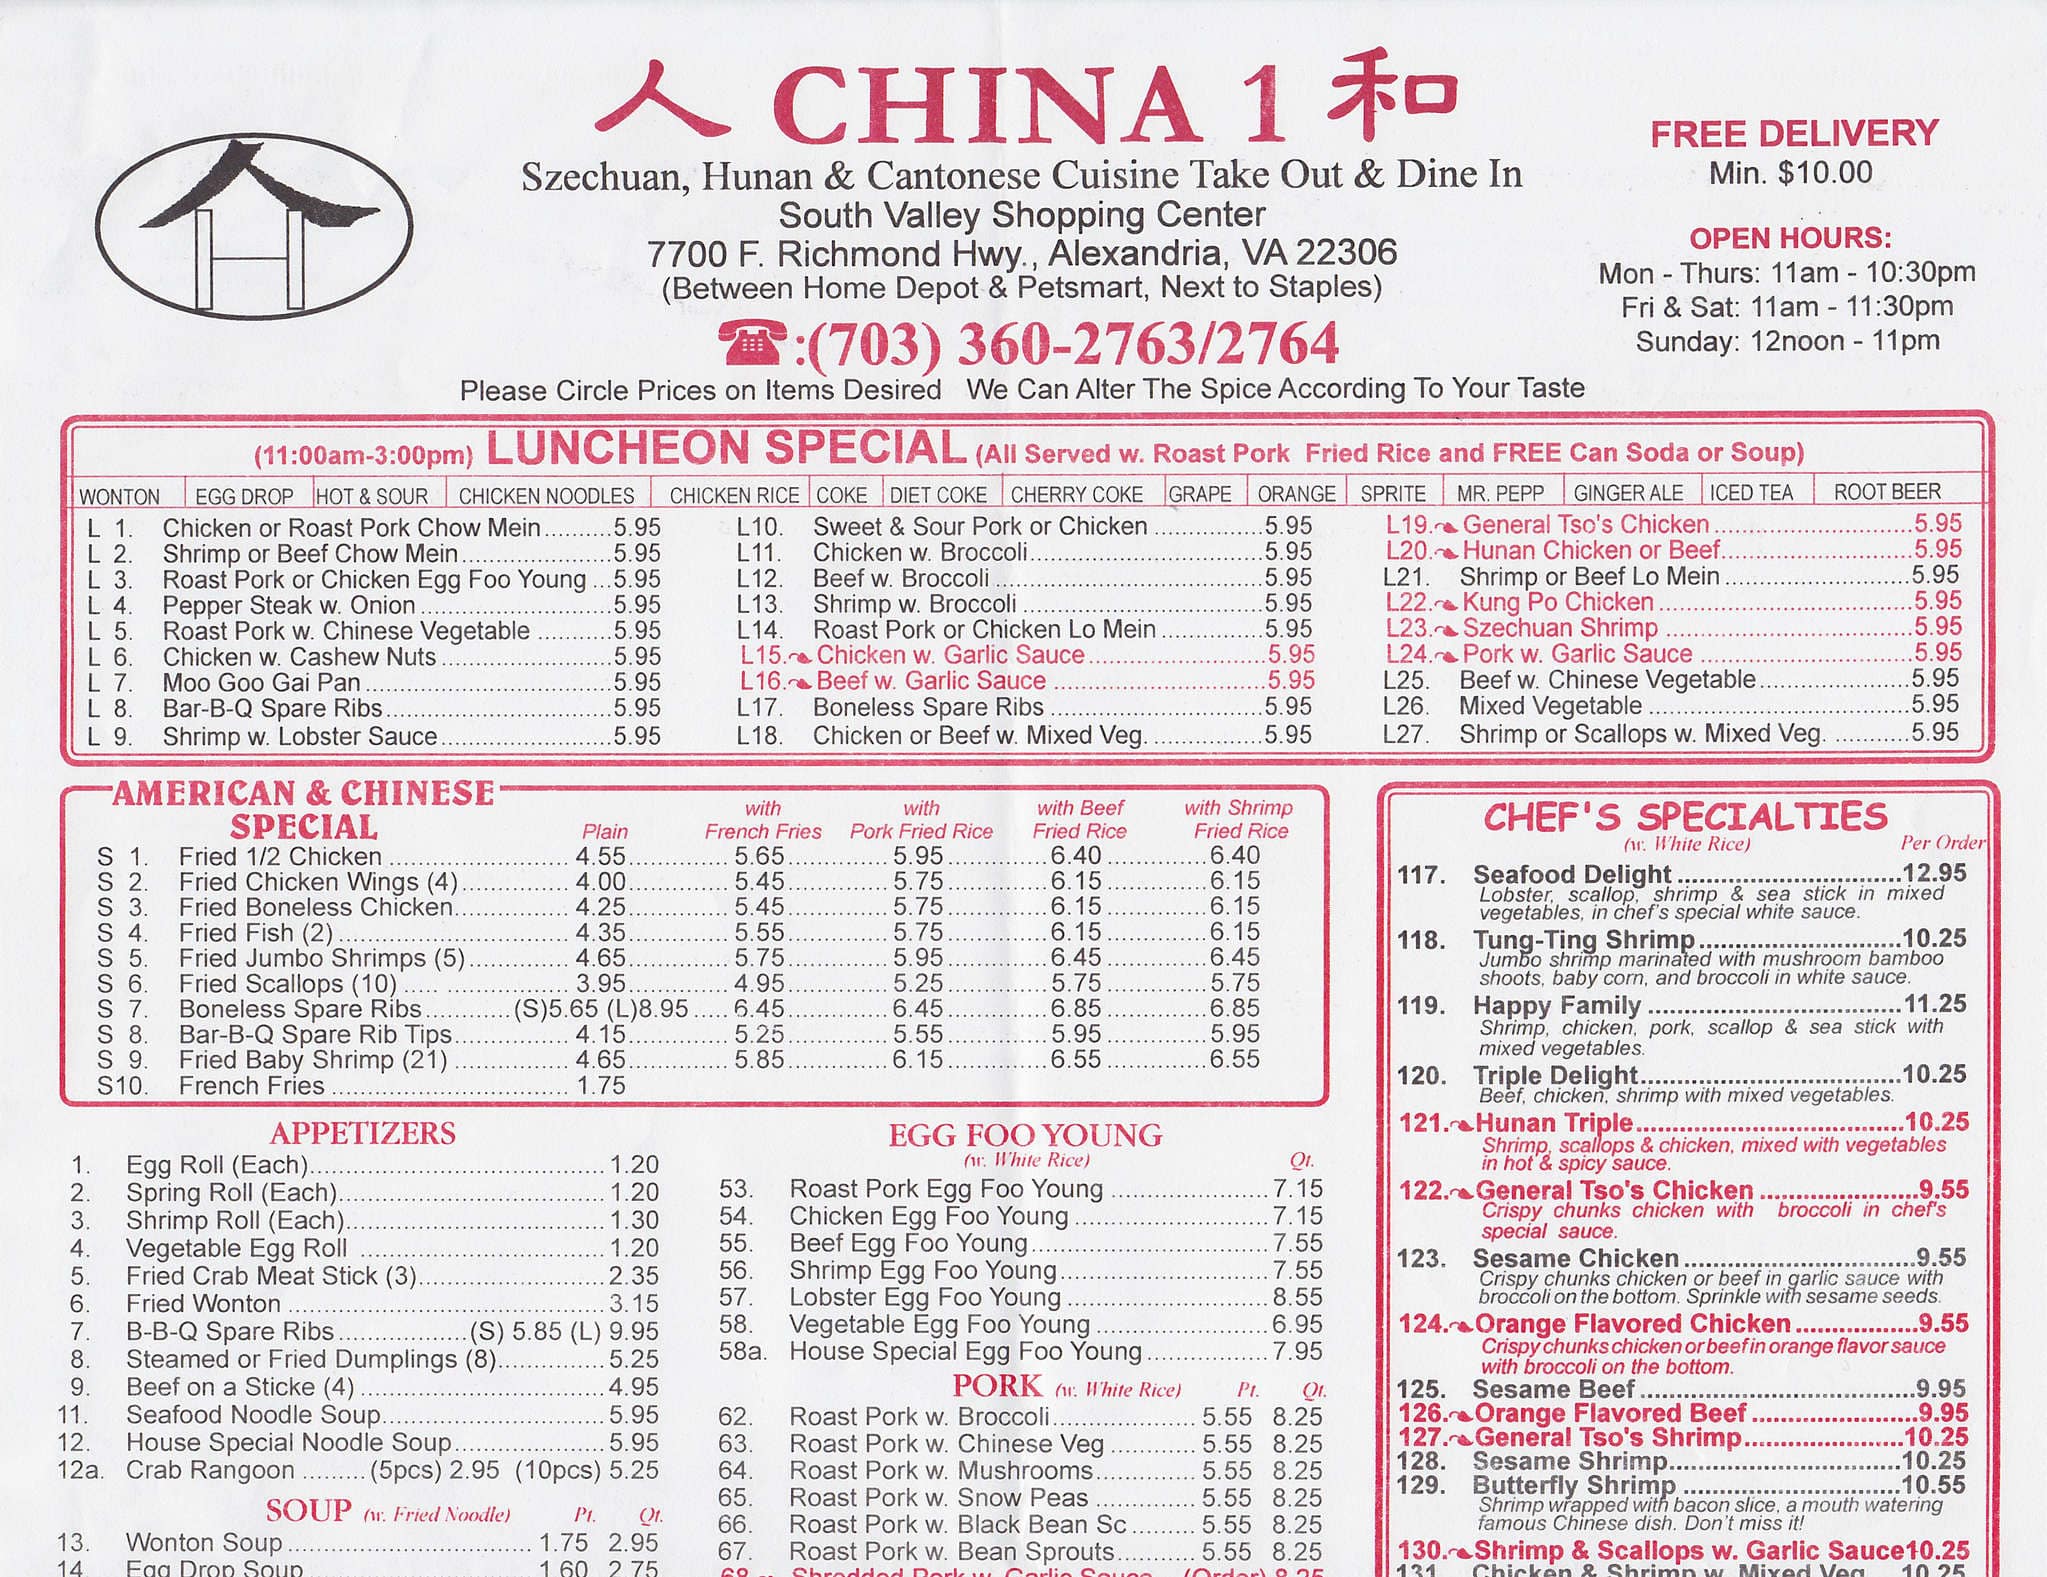 人 CHINA 1 和
Szechuan, Hunan & Cantonese Cuisine Take Out & Dine In
South Valley Shopping Center
7700 F. Richmond Hwy., Alexandria, VA 22306
(Between Home Depot & Petsmart, Next to Staples)
☎:(703) 360-2763/2764
Please Circle Prices on Items Desired We Can Alter The Spice According To Your Taste
FREE DELIVERY
Min. $10.00
OPEN HOURS:
Mon - Thurs: 11am - 10:30pm
Fri & Sat: 11am - 11:30pm
Sunday: 12noon - 11pm
(11:00am-3:00pm) LUNCHEON SPECIAL (All Served w. Roast Pork Fried Rice and FREE Can Soda or Soup)
WONTON EGG DROP HOT & SOUR CHICKEN NOODLES CHICKEN RICE COKE DIET COKE CHERRY COKE GRAPE ORANGE SPRITE MR. PEPP GINGER ALE ICED TEA ROOT BEER
L 1. Chicken or Roast Pork Chow Mein..........5.95
L 2. Shrimp or Beef Chow Mein..........5.95
L 3. Roast Pork or Chicken Egg Foo Young ...5.95
L 4. Pepper Steak w. Onion..........5.95
L 5. Roast Pork w. Chinese Vegetable ..........5.95
L 6. Chicken w. Cashew Nuts..........5.95
L 7. Moo Goo Gai Pan..........5.95
L 8. Bar-B-Q Spare Ribs..........5.95
L 9. Shrimp w. Lobster Sauce..........5.95
L10. Sweet & Sour Pork or Chicken ..........5.95
L11. Chicken w. Broccoli..........5.95
L12. Beef w. Broccoli..........5.95
L13. Shrimp w. Broccoli..........5.95
L14. Roast Pork or Chicken Lo Mein..........5.95
L15. Chicken w. Garlic Sauce..........5.95
L16. Beef w. Garlic Sauce ..........5.95
L17. Boneless Spare Ribs..........5.95
L18. Chicken or Beef w. Mixed Veg. ..........5.95
L19. General Tso's Chicken..........5.95
L20. Hunan Chicken or Beef..........5.95
L21. Shrimp or Beef Lo Mein..........5.95
L22. Kung Po Chicken..........5.95
L23. Szechuan Shrimp ..........5.95
L24. Pork w. Garlic Sauce ..........5.95
L25. Beef w. Chinese Vegetable..........5.95
L26. Mixed Vegetable ..........5.95
L27. Shrimp or Scallops w. Mixed Veg. ..........5.95
AMERICAN & CHINESE
SPECIAL
Plain with French Fries with Pork Fried Rice with Beef Fried Rice with Shrimp Fried Rice
S 1. Fried 1/2 Chicken..........4.55..........5.65..........5.95..........6.40..........6.40
S 2. Fried Chicken Wings (4)..........4.00..........5.45..........5.75..........6.15..........6.15
S 3. Fried Boneless Chicken..........4.25..........5.45..........5.75..........6.15..........6.15
S 4. Fried Fish (2)..........4.35..........5.55..........5.75..........6.15..........6.15
S 5. Fried Jumbo Shrimps (5)..........4.65..........5.75..........5.95..........6.45..........6.45
S 6. Fried Scallops (10)..........3.95..........4.95..........5.25..........5.75..........5.75
S 7. Boneless Spare Ribs..........(S)5.65 (L)8.95.....6.45..........6.45..........6.85..........6.85
S 8. Bar-B-Q Spare Rib Tips..........4.15..........5.25..........5.55..........5.95..........5.95
S 9. Fried Baby Shrimp (21)..........4.65..........5.85..........6.15..........6.55..........6.55
S10. French Fries..........1.75
APPETIZERS
1. Egg Roll (Each)..........1.20
2. Spring Roll (Each)..........1.20
3. Shrimp Roll (Each)..........1.30
4. Vegetable Egg Roll ..........1.20
5. Fried Crab Meat Stick (3)..........2.35
6. Fried Wonton ..........3.15
7. B-B-Q Spare Ribs..........(S) 5.85 (L) 9.95
8. Steamed or Fried Dumplings (8)..........5.25
9. Beef on a Sticke (4)..........4.95
11. Seafood Noodle Soup..........5.95
12. House Special Noodle Soup..........5.95
12a. Crab Rangoon .........(5pcs) 2.95 (10pcs) 5.25
SOUP (w. Fried Noodle) Pt. Qt.
13. Wonton Soup..........1.75 2.95
14. Egg Drop Soup..........1.60 2.75
EGG FOO YOUNG
(w. White Rice) Qt.
53. Roast Pork Egg Foo Young ..........7.15
54. Chicken Egg Foo Young ..........7.15
55. Beef Egg Foo Young..........7.55
56. Shrimp Egg Foo Young..........7.55
57. Lobster Egg Foo Young ..........8.55
58. Vegetable Egg Foo Young ..........6.95
58a. House Special Egg Foo Young..........7.95
PORK (w. White Rice) Pt. Qt.
62. Roast Pork w. Broccoli..........5.55 8.25
63. Roast Pork w. Chinese Veg ..........5.55 8.25
64. Roast Pork w. Mushrooms..........5.55 8.25
65. Roast Pork w. Snow Peas ..........5.55 8.25
66. Roast Pork w. Black Bean Sc..........5.55 8.25
67. Roast Pork w. Bean Sprouts..........5.55 8.25
68. Shredded Pork w. Garlic Sauce (Order) 8.25
CHEF'S SPECIALTIES
(w. White Rice) Per Order
117. Seafood Delight ..........12.95
Lobster, scallop, shrimp & sea stick in mixed
vegetables, in chef's special white sauce.
118. Tung-Ting Shrimp..........10.25
Jumbo shrimp marinated with mushroom bamboo
shoots, baby corn, and broccoli in white sauce.
119. Happy Family ..........11.25
Shrimp, chicken, pork, scallop & sea stick with
mixed vegetables.
120. Triple Delight..........10.25
Beef, chicken, shrimp with mixed vegetables.
121. Hunan Triple..........10.25
Shrimp, scallops & chicken, mixed with vegetables
in hot & spicy sauce.
122. General Tso's Chicken ..........9.55
Crispy chunks chicken with broccoli in chef's
special sauce.
123. Sesame Chicken..........9.55
Crispy chunks chicken or beef in garlic sauce with
broccoli on the bottom. Sprinkle with sesame seeds.
124. Orange Flavored Chicken..........9.55
Crispy chunks chicken or beef in orange flavor sauce
with broccoli on the bottom.
125. Sesame Beef..........9.95
126. Orange Flavored Beef..........9.95
127. General Tso's Shrimp..........10.25
128. Sesame Shrimp..........10.25
129. Butterfly Shrimp ..........10.55
Shrimp wrapped with bacon slice, a mouth watering
famous Chinese dish. Don't miss it!
130. Shrimp & Scallops w. Garlic Sauce10.25
131. Chicken & Shrimp w. Mixed Veg...10.25